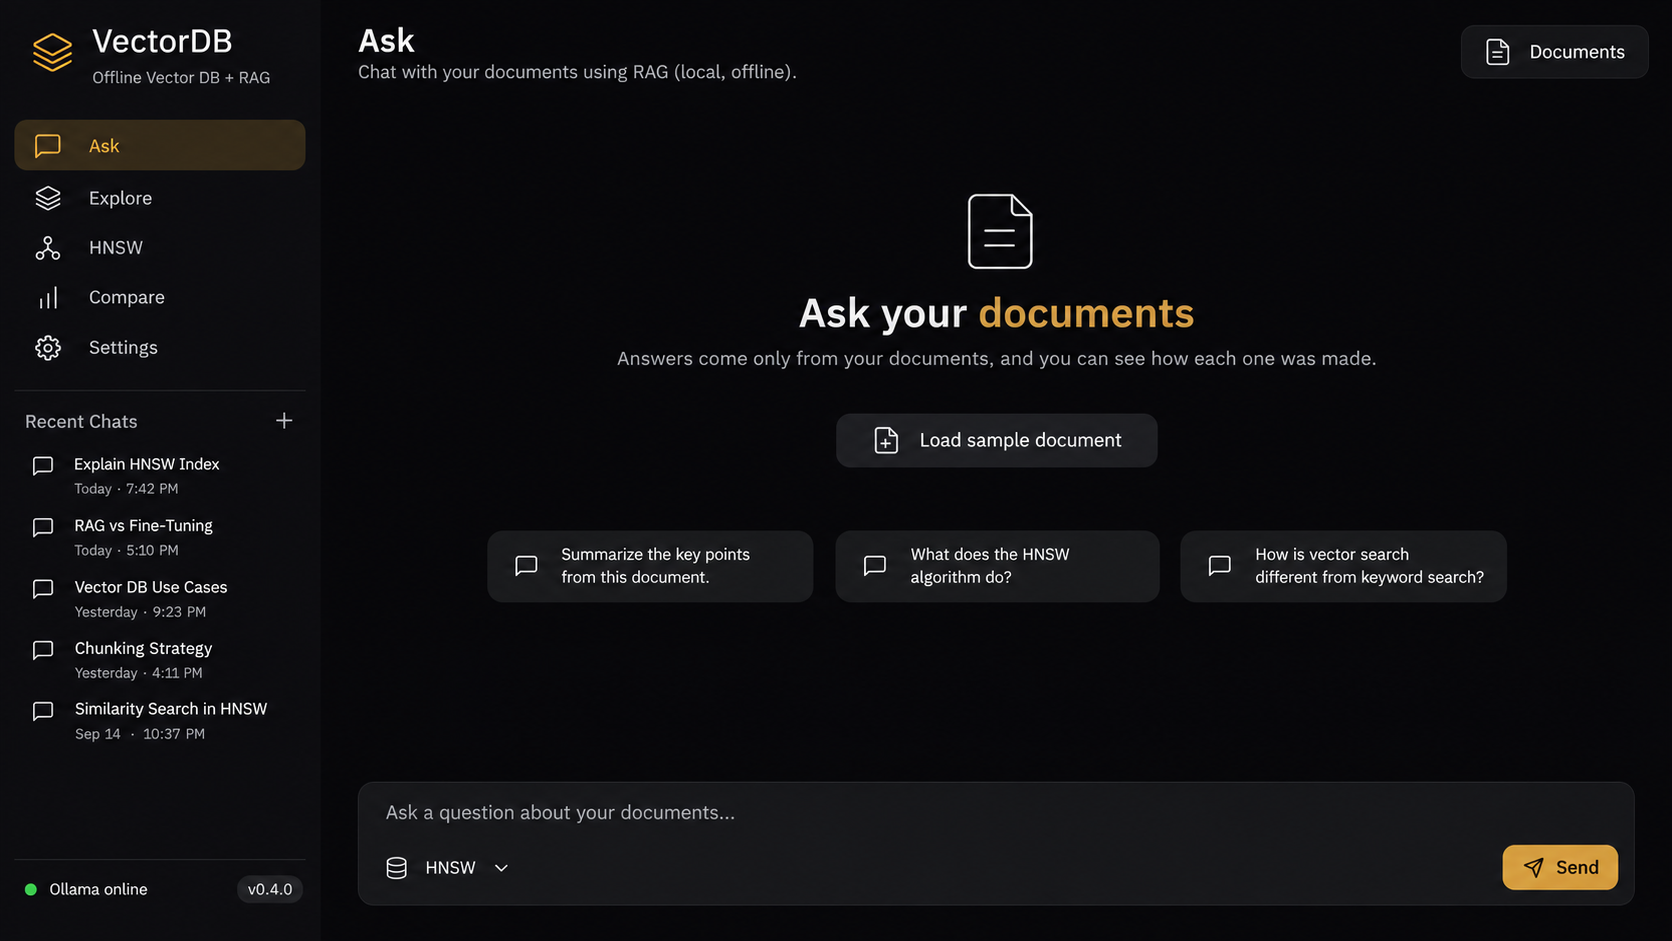 VectorDB
Offline Vector DB + RAG
Ask
Explore
HNSW
Compare
Settings
Recent Chats
Explain HNSW Index
Today · 7:42 PM
RAG vs Fine-Tuning
Today · 5:10 PM
Vector DB Use Cases
Yesterday · 9:23 PM
Chunking Strategy
Yesterday · 4:11 PM
Similarity Search in HNSW
Sep 14 · 10:37 PM
Ollama online
v0.4.0
Ask
Chat with your documents using RAG (local, offline).
Documents
Ask your documents
Answers come only from your documents, and you can see how each one was made.
Load sample document
Summarize the key points
from this document.
What does the HNSW
algorithm do?
How is vector search
different from keyword search?
Ask a question about your documents...
HNSW
Send